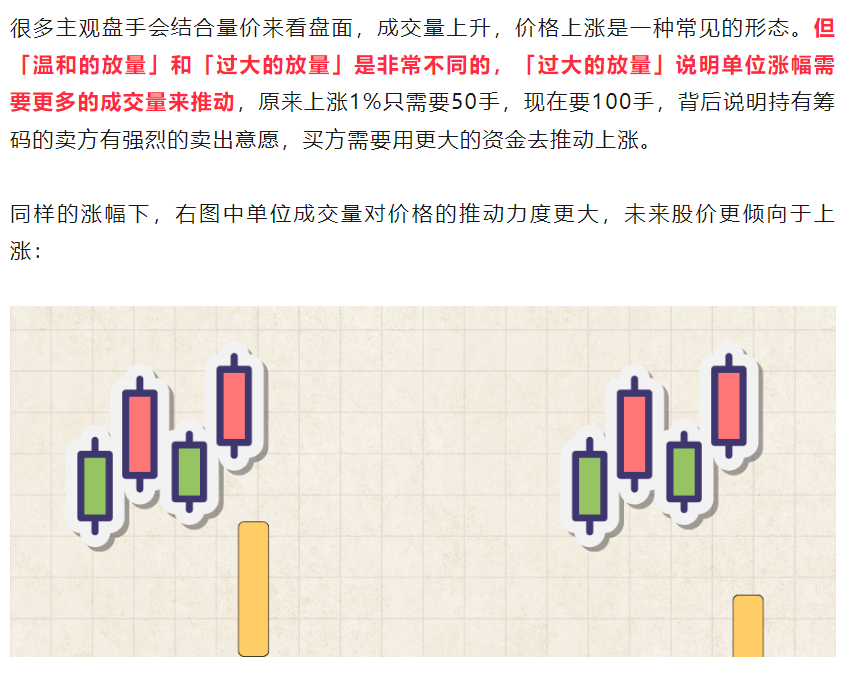 很多主观盘手会结合量价来看盘面，成交量上升，价格上涨是一种常见的形态。但
「温和的放量」和「过大的放量」是非常不同的，「过大的放量」说明单位涨幅需
要更多的成交量来推动，原来上涨1%只需要50手，现在要100手，背后说明持有筹
码的卖方有强烈的卖出意愿，买方需要用更大的资金去推动上涨。
同样的涨幅下，右图中单位成交量对价格的推动力度更大，未来股价更倾向于上
涨：